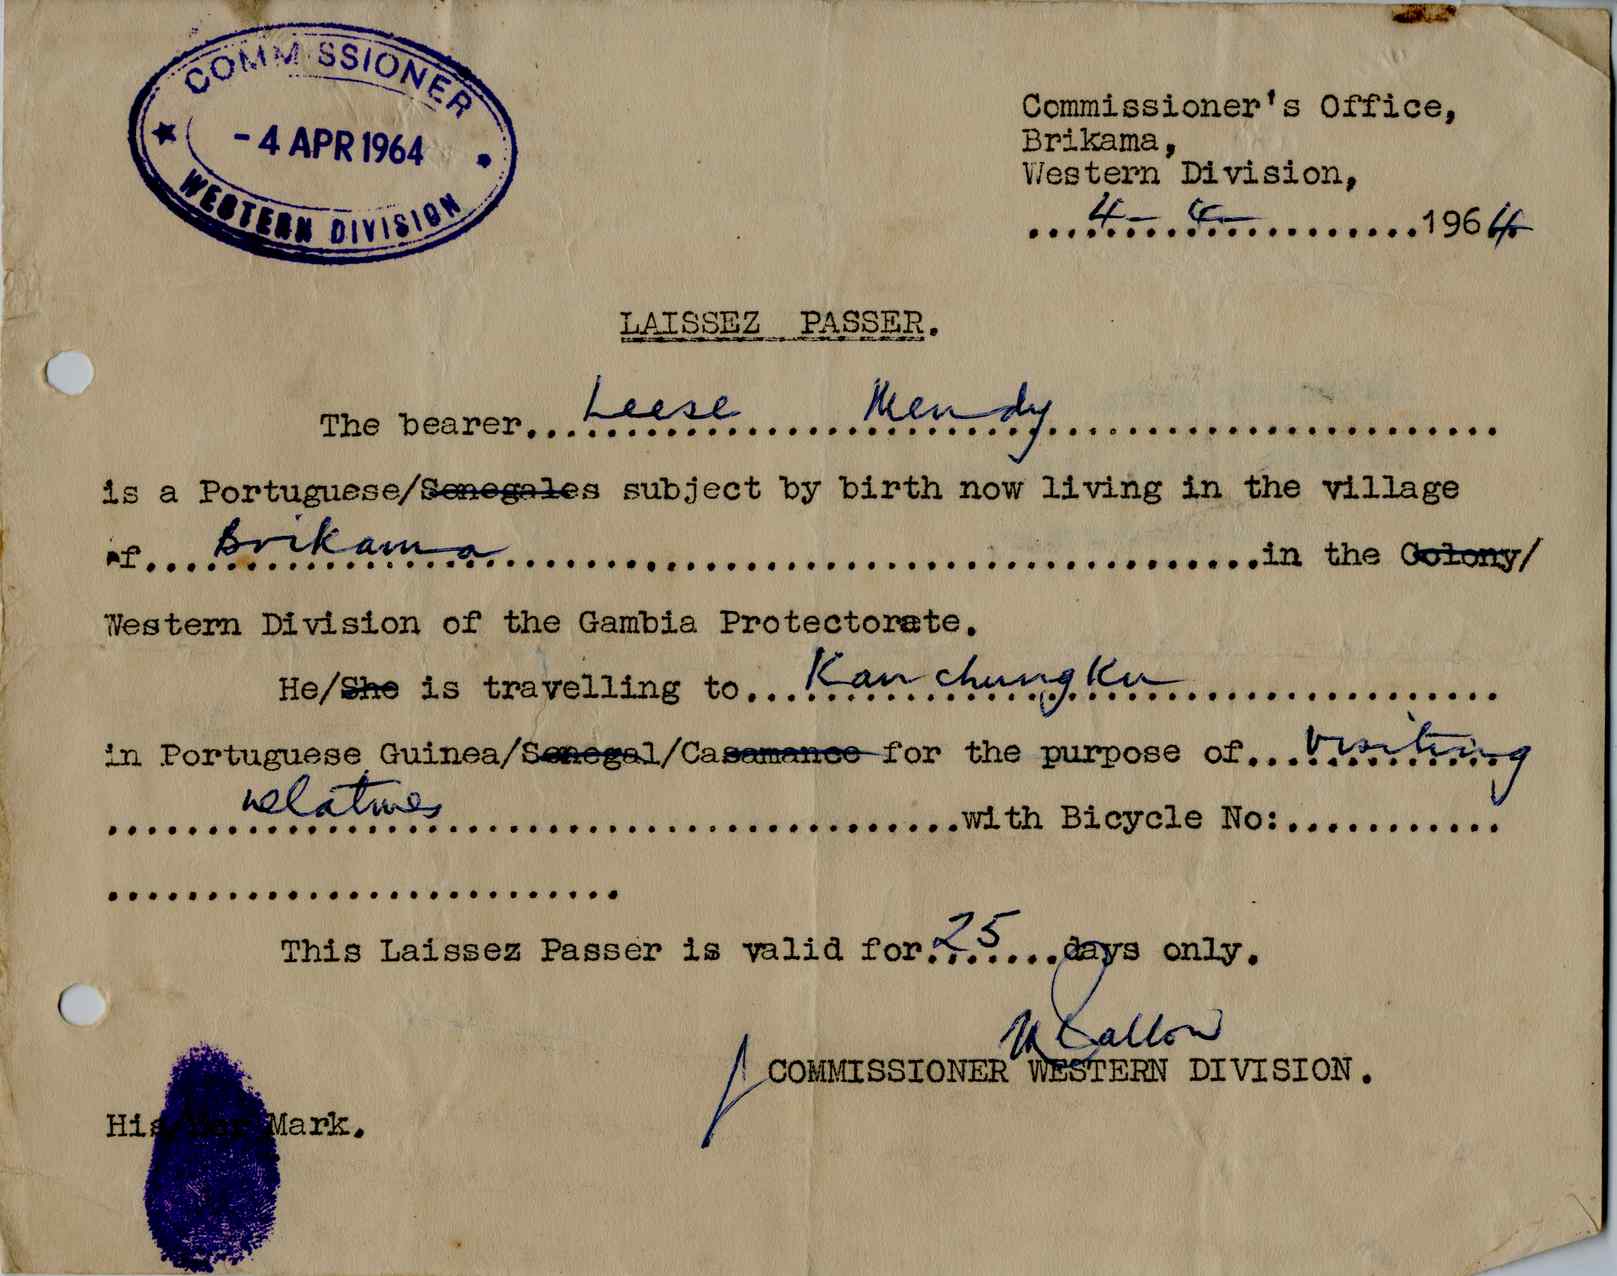 COMMISSIONER
- 4 APR 1964
WESTERN DIVISION
Commissioner's Office,
Brikama,
Western Division,
4 - 4 - 1964
LAISSEZ PASSER.
The bearer... Leese Mendy
is a Portuguese/Senegales subject by birth now living in the village
of... Brikama ...in the Colony/
Western Division of the Gambia Protectorate.
He/She is travelling to... Kanchungku
in Portuguese Guinea/Senegal/Casamance for the purpose of... visiting
relatives ...with Bicycle No:...
This Laissez Passer is valid for 25 ...days only.
COMMISSIONER WESTERN DIVISION.
His/Her Mark.